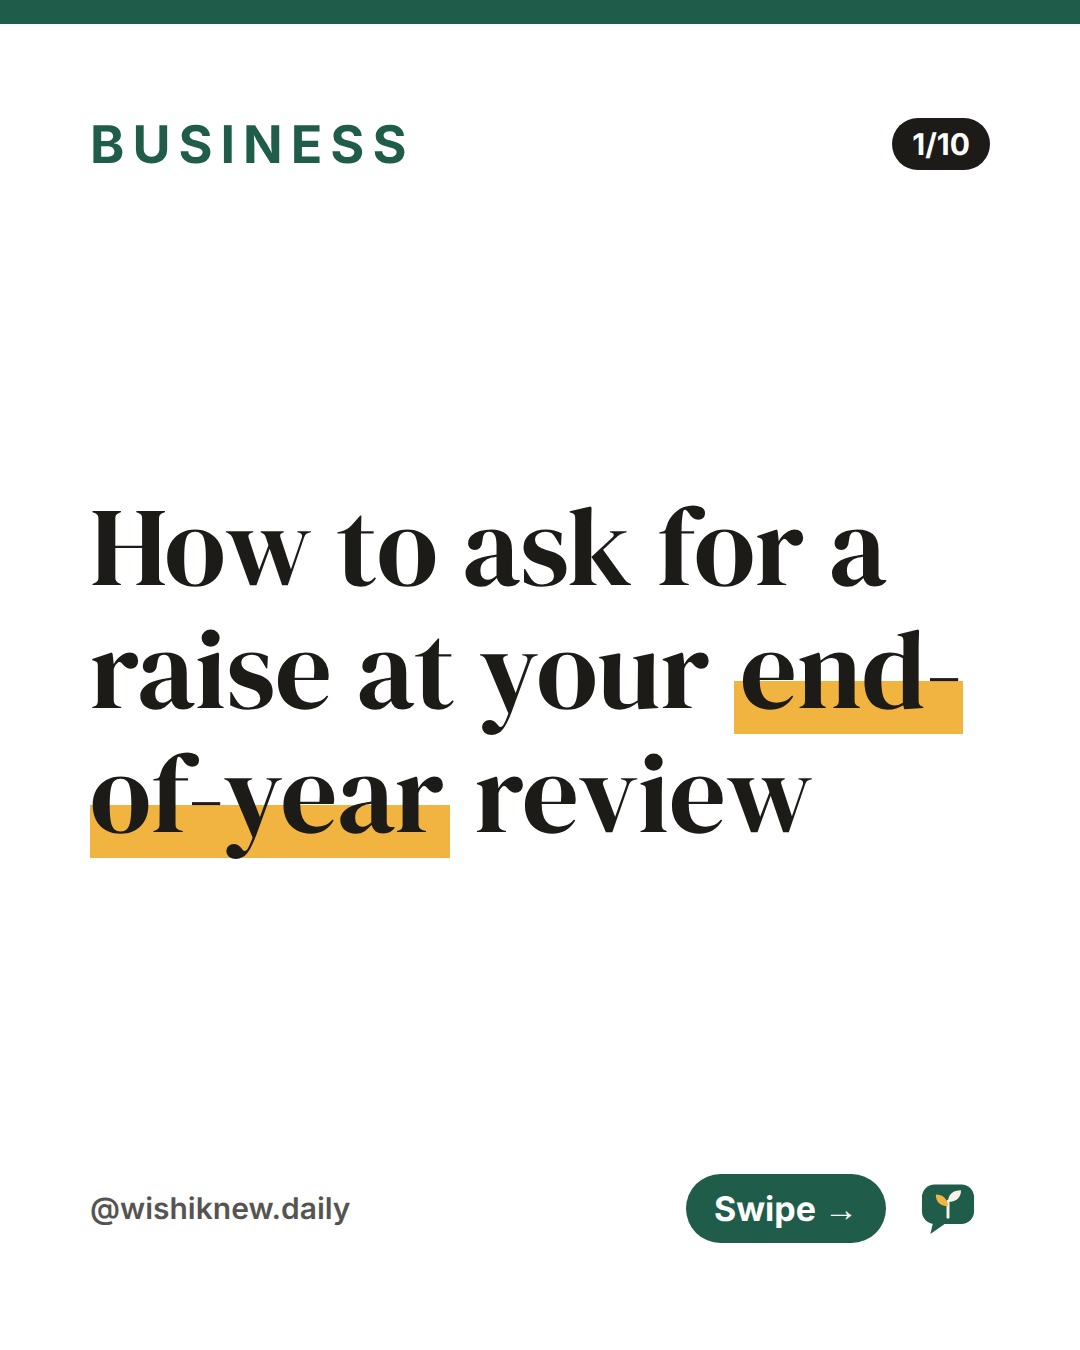 BUSINESS
1/10
How to ask for a
raise at your end-
of-year review
@wishiknew.daily
Swipe →